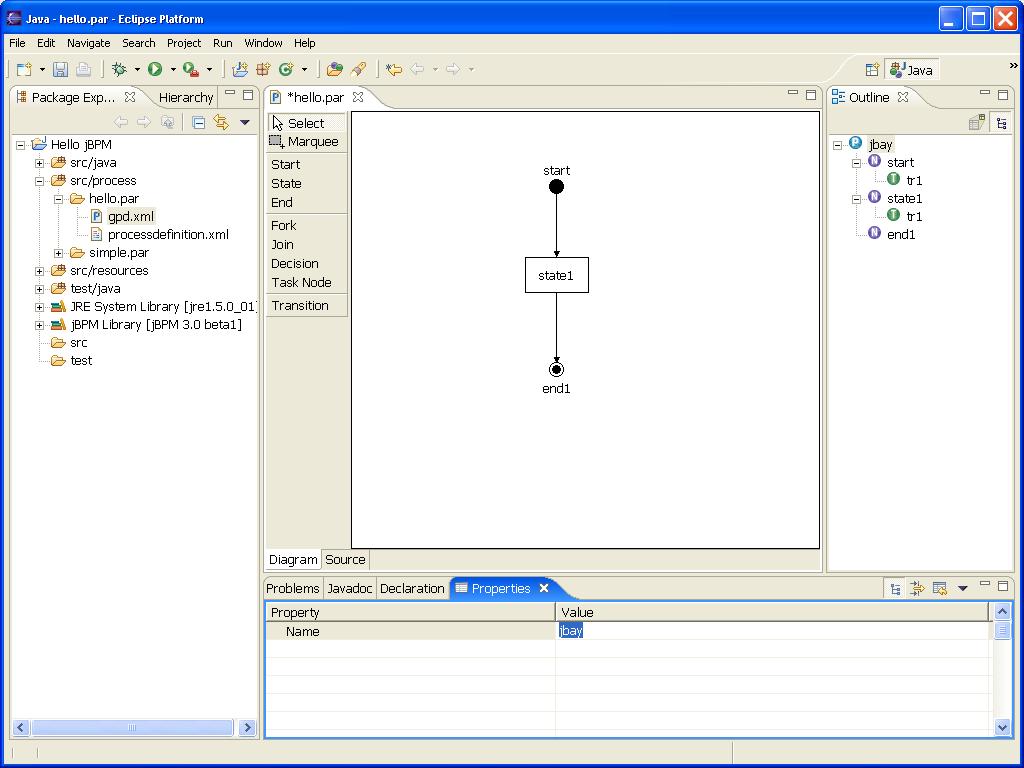 Java - hello.par - Eclipse Platform
File Edit Navigate Search Project Run Window Help
Java
»
Package Exp...
Hierarchy
Hello jBPM
src/java
src/process
hello.par
gpd.xml
processdefinition.xml
simple.par
src/resources
test/java
JRE System Library [jre1.5.0_01]
jBPM Library [jBPM 3.0 beta1]
src
test
*hello.par
Select
Marquee
Start
State
End
Fork
Join
Decision
Task Node
Transition
start
state1
end1
Diagram Source
Outline
jbay
start
tr1
state1
tr1
end1
Problems Javadoc Declaration Properties
Property Value
Name jbay